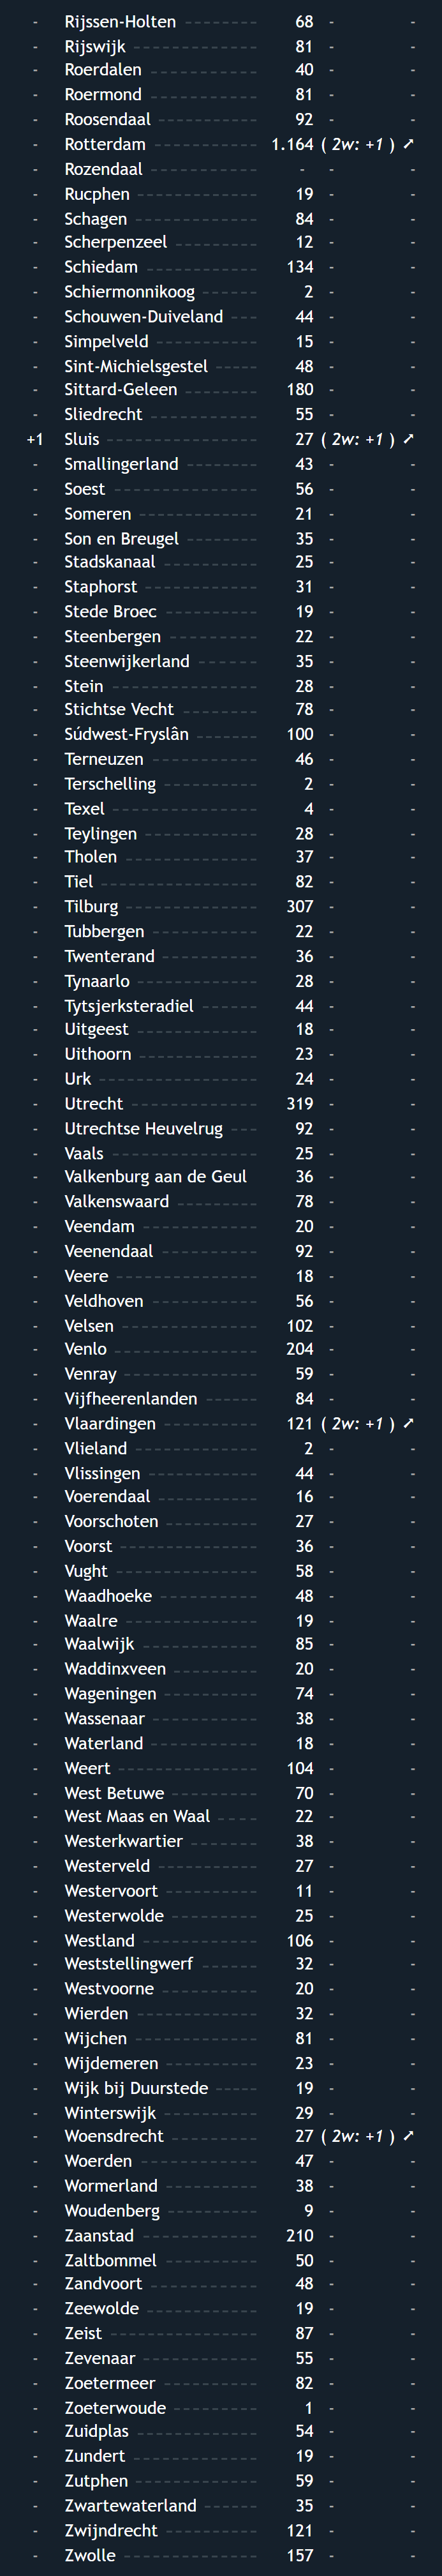 - Rijssen-Holten 68 - -
- Rijswijk 81 - -
- Roerdalen 40 - -
- Roermond 81 - -
- Roosendaal 92 - -
- Rotterdam 1.164 ( 2w: +1 ) ➚
- Rozendaal - - -
- Rucphen 19 - -
- Schagen 84 - -
- Scherpenzeel 12 - -
- Schiedam 134 - -
- Schiermonnikoog 2 - -
- Schouwen-Duiveland 44 - -
- Simpelveld 15 - -
- Sint-Michielsgestel 48 - -
- Sittard-Geleen 180 - -
- Sliedrecht 55 - -
+1 Sluis 27 ( 2w: +1 ) ➚
- Smallingerland 43 - -
- Soest 56 - -
- Someren 21 - -
- Son en Breugel 35 - -
- Stadskanaal 25 - -
- Staphorst 31 - -
- Stede Broec 19 - -
- Steenbergen 22 - -
- Steenwijkerland 35 - -
- Stein 28 - -
- Stichtse Vecht 78 - -
- Súdwest-Fryslân 100 - -
- Terneuzen 46 - -
- Terschelling 2 - -
- Texel 4 - -
- Teylingen 28 - -
- Tholen 37 - -
- Tiel 82 - -
- Tilburg 307 - -
- Tubbergen 22 - -
- Twenterand 36 - -
- Tynaarlo 28 - -
- Tytsjerksteradiel 44 - -
- Uitgeest 18 - -
- Uithoorn 23 - -
- Urk 24 - -
- Utrecht 319 - -
- Utrechtse Heuvelrug 92 - -
- Vaals 25 - -
- Valkenburg aan de Geul 36 - -
- Valkenswaard 78 - -
- Veendam 20 - -
- Veenendaal 92 - -
- Veere 18 - -
- Veldhoven 56 - -
- Velsen 102 - -
- Venlo 204 - -
- Venray 59 - -
- Vijfheerenlanden 84 - -
- Vlaardingen 121 ( 2w: +1 ) ➚
- Vlieland 2 - -
- Vlissingen 44 - -
- Voerendaal 16 - -
- Voorschoten 27 - -
- Voorst 36 - -
- Vught 58 - -
- Waadhoeke 48 - -
- Waalre 19 - -
- Waalwijk 85 - -
- Waddinxveen 20 - -
- Wageningen 74 - -
- Wassenaar 38 - -
- Waterland 18 - -
- Weert 104 - -
- West Betuwe 70 - -
- West Maas en Waal 22 - -
- Westerkwartier 38 - -
- Westerveld 27 - -
- Westervoort 11 - -
- Westerwolde 25 - -
- Westland 106 - -
- Weststellingwerf 32 - -
- Westvoorne 20 - -
- Wierden 32 - -
- Wijchen 81 - -
- Wijdemeren 23 - -
- Wijk bij Duurstede 19 - -
- Winterswijk 29 - -
- Woensdrecht 27 ( 2w: +1 ) ➚
- Woerden 47 - -
- Wormerland 38 - -
- Woudenberg 9 - -
- Zaanstad 210 - -
- Zaltbommel 50 - -
- Zandvoort 48 - -
- Zeewolde 19 - -
- Zeist 87 - -
- Zevenaar 55 - -
- Zoetermeer 82 - -
- Zoeterwoude 1 - -
- Zuidplas 54 - -
- Zundert 19 - -
- Zutphen 59 - -
- Zwartewaterland 35 - -
- Zwijndrecht 121 - -
- Zwolle 157 - -